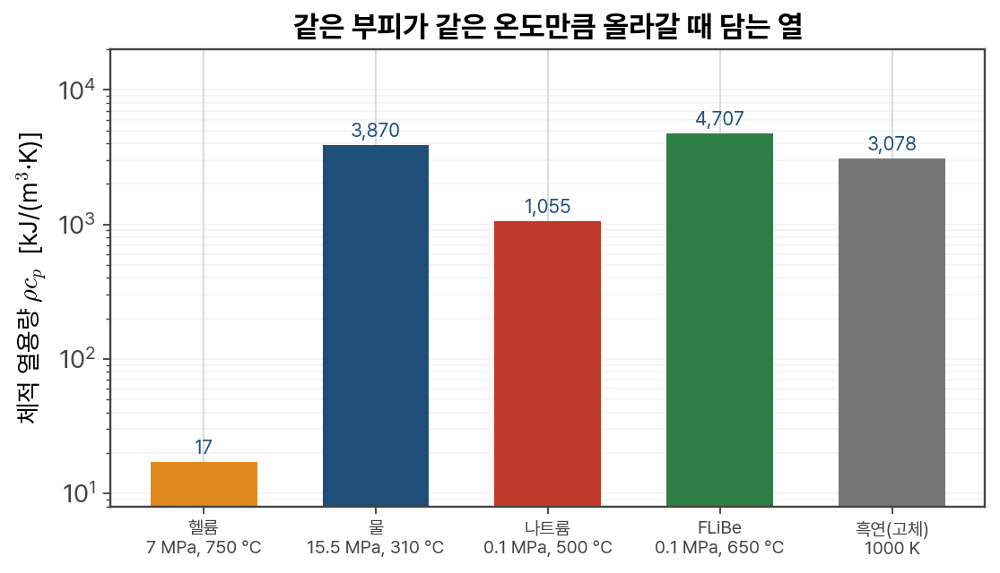 같은 부피가 같은 온도만큼 올라갈 때 담는 열
체적 열용량 ρc_p [kJ/(m³·K)]
10⁴
10³
10²
10¹
17
3,870
1,055
4,707
3,078
헬륨
7 MPa, 750 °C
물
15.5 MPa, 310 °C
나트륨
0.1 MPa, 500 °C
FLiBe
0.1 MPa, 650 °C
흑연(고체)
1000 K